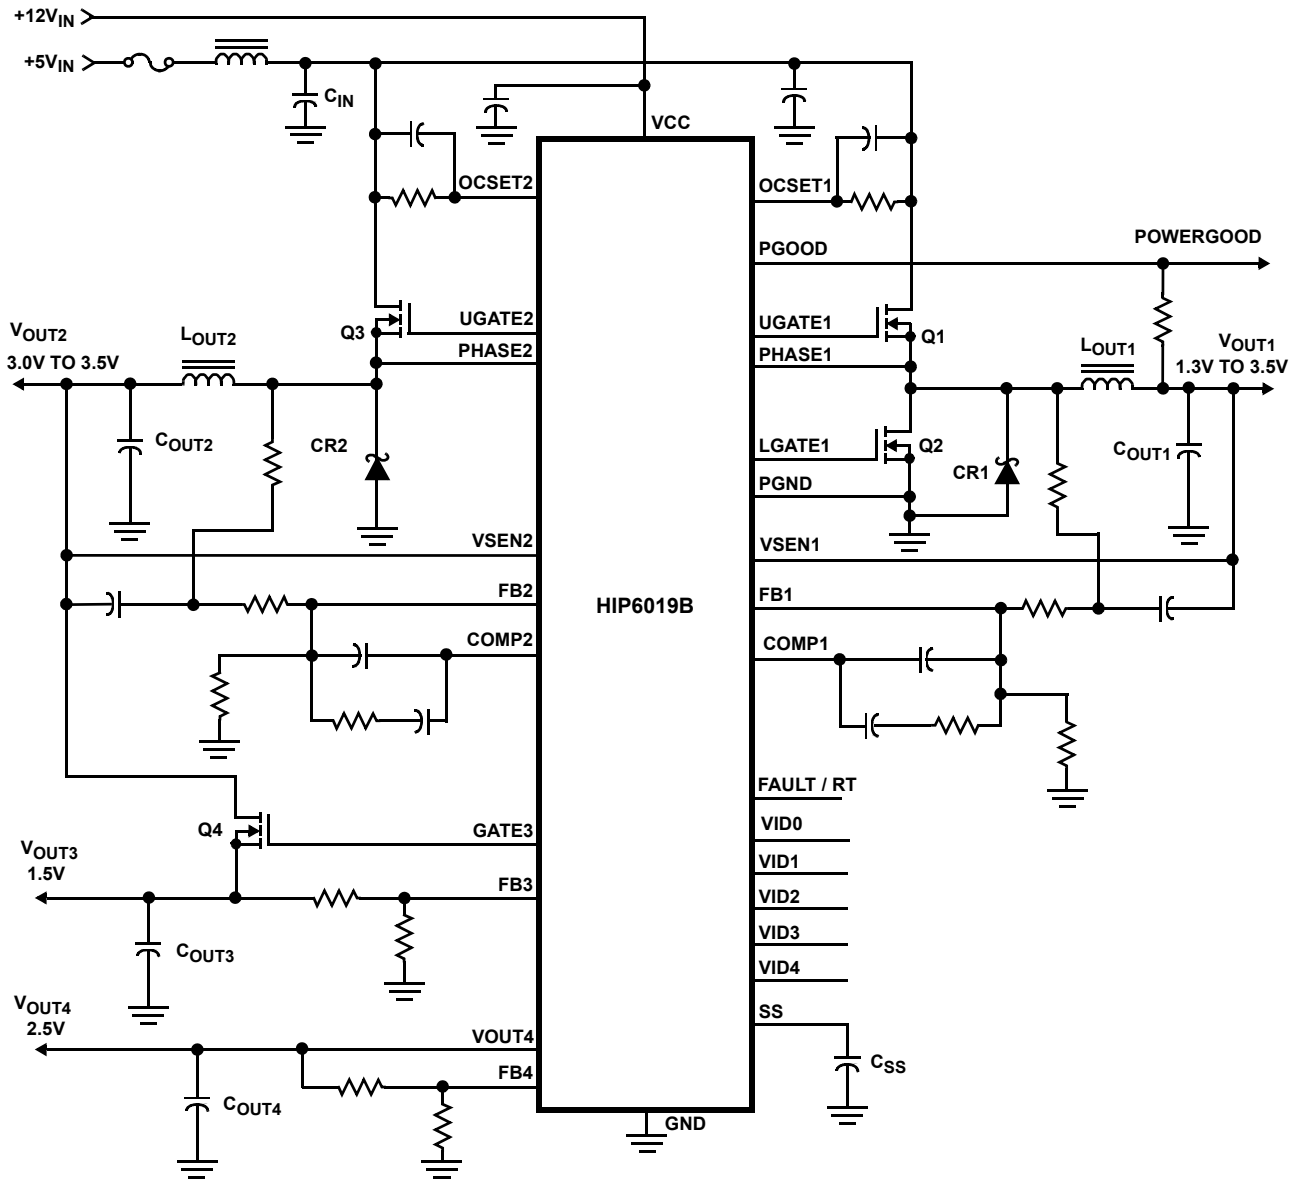 +12VIN
+5VIN
CIN
VCC
OCSET2
OCSET1
PGOOD
POWERGOOD
VOUT2
3.0V TO 3.5V
LOUT2
Q3
UGATE2
PHASE2
UGATE1
Q1
PHASE1
LOUT1
VOUT1
1.3V TO 3.5V
COUT2
CR2
LGATE1
Q2
PGND
CR1
COUT1
VSEN2
VSEN1
FB2
HIP6019B
FB1
COMP2
COMP1
FAULT / RT
Q4
GATE3
VID0
VOUT3
1.5V
FB3
VID1
VID2
COUT3
VID3
VID4
VOUT4
2.5V
VOUT4
SS
FB4
CSS
COUT4
GND